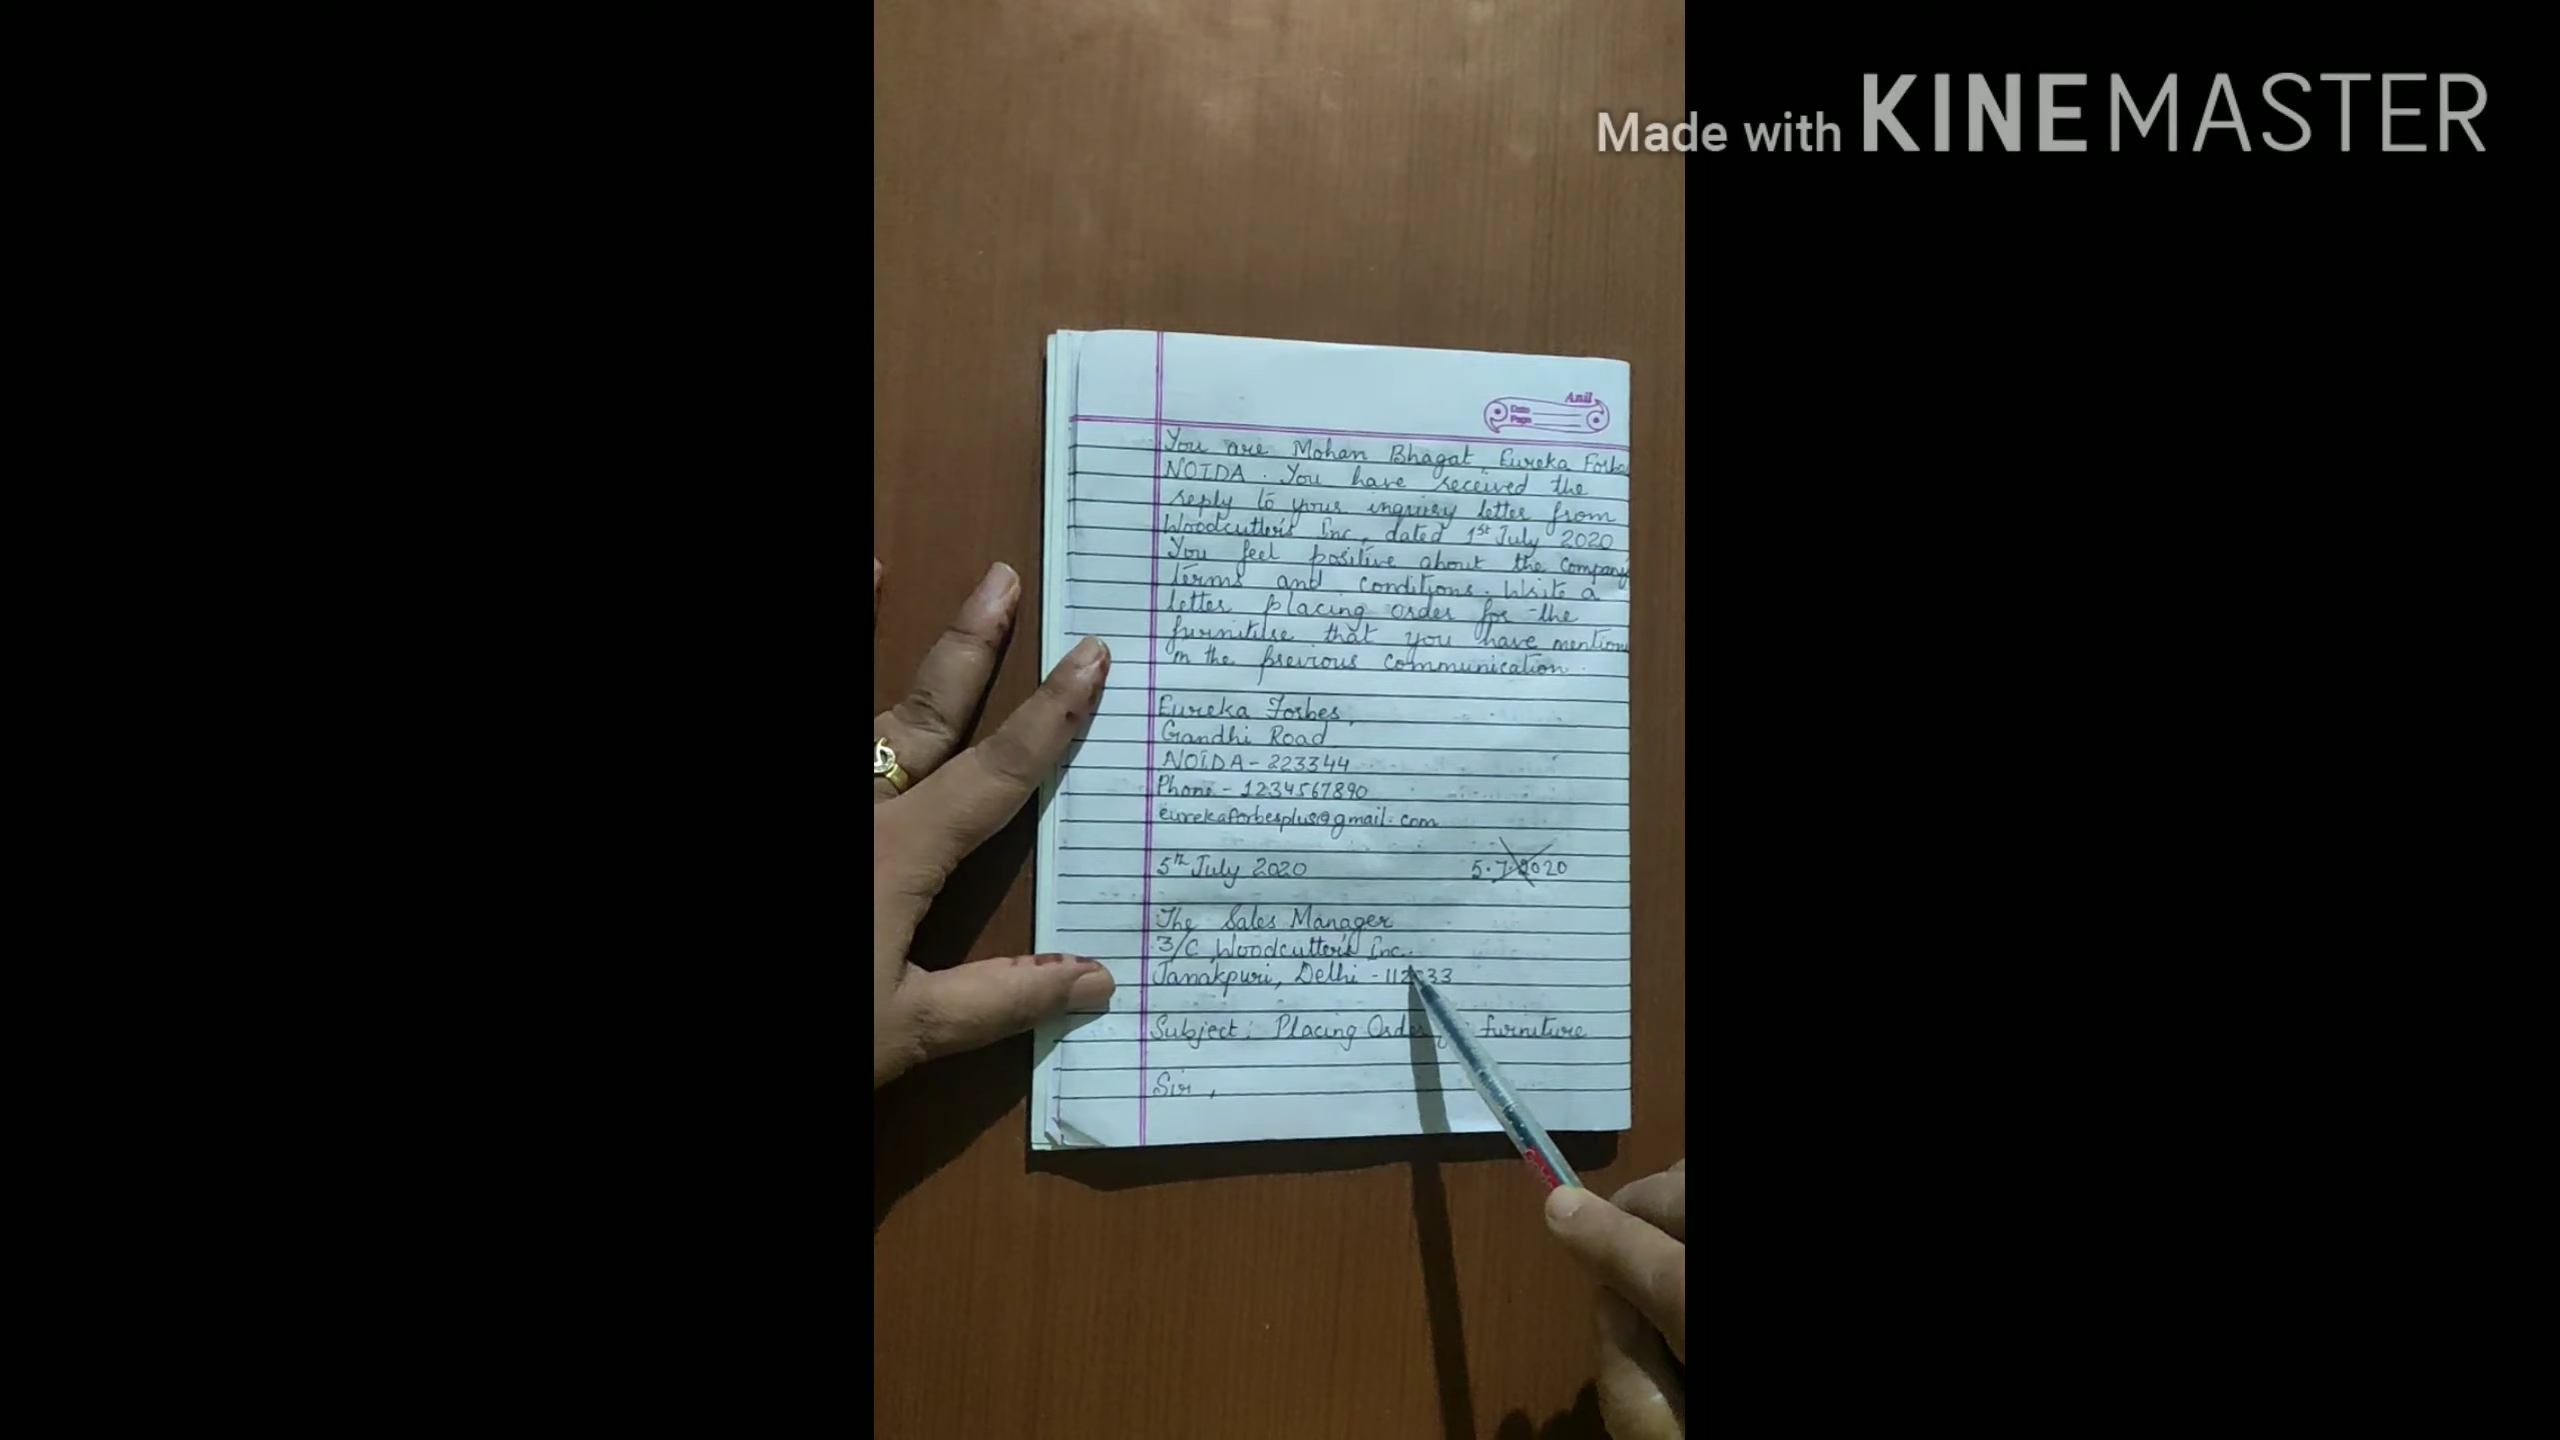 Made with KINEMASTER
Anil
Date
Page
You are Mohan Bhagat, Eureka Forbe
NOIDA. You have received the
reply to your inquiry letter from
Woodcutter's Inc, dated 1st July 2020
You feel positive about the company
terms and conditions. Write a
letter placing order for the
furniture that you have mention
in the previous communication.
Eureka Forbes,
Gandhi Road
NOIDA - 223344
Phone - 1234567890
eurekaforbesplus@gmail.com
5th July 2020 5.7.2020
The Sales Manager
3/C Woodcutter's Inc.
Janakpuri, Delhi -
Subject: Placing Order furniture
Sir,